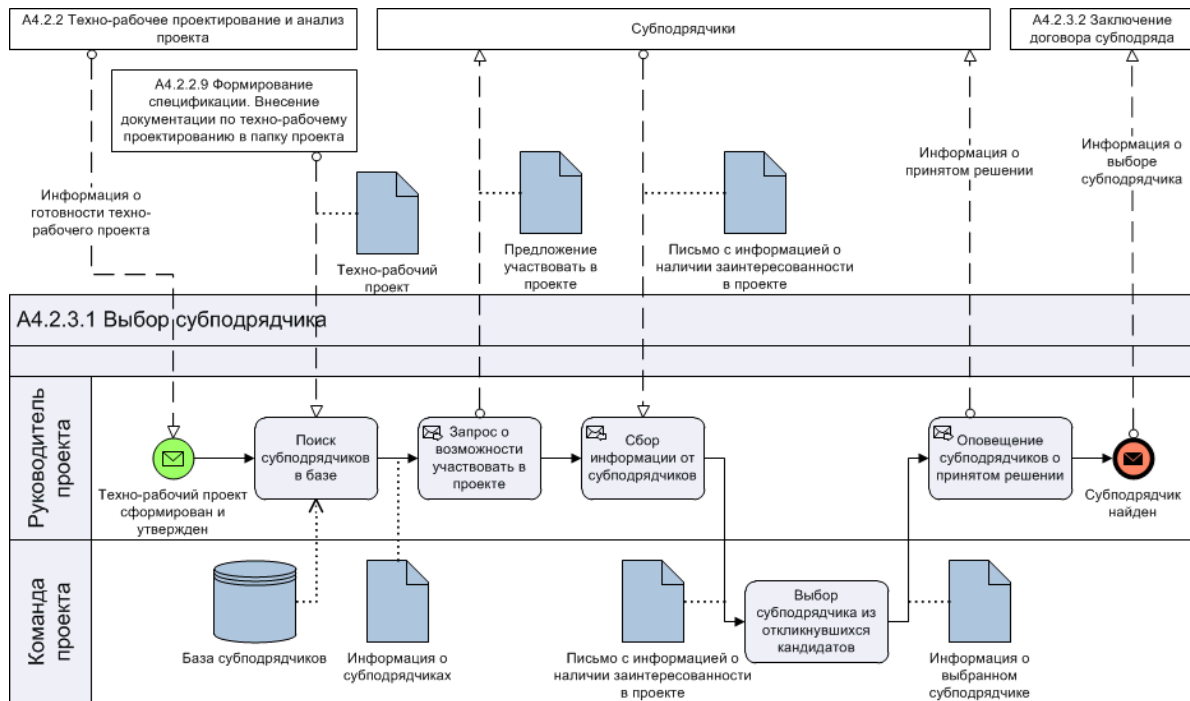 А4.2.2 Техно-рабочее проектирование и анализ
проекта
Субподрядчики
А4.2.3.2 Заключение
договора субподряда
А4.2.2.9 Формирование
спецификации. Внесение
документации по техно-рабочему
проектированию в папку проекта
Информация о
готовности техно-
рабочего проекта
Техно-рабочий
проект
Предложение
участвовать в
проекте
Письмо с информацией о
наличии заинтересованности
в проекте
Информация о
принятом решении
Информация о
выборе
субподрядчика
А4.2.3.1 Выбор субподрядчика
Руководитель
проекта
Техно-рабочий проект
сформирован и
утвержден
Поиск
субподрядчиков
в базе
Запрос о
возможности
участвовать в
проекте
Сбор
информации от
субподрядчиков
Оповещение
субподрядчиков о
принятом решении
Субподрядчик
найден
Команда
проекта
База субподрядчиков
Информация о
субподрядчиках
Письмо с информацией о
наличии заинтересованности
в проекте
Выбор
субподрядчика из
откликнувшихся
кандидатов
Информация о
выбранном
субподрядчике